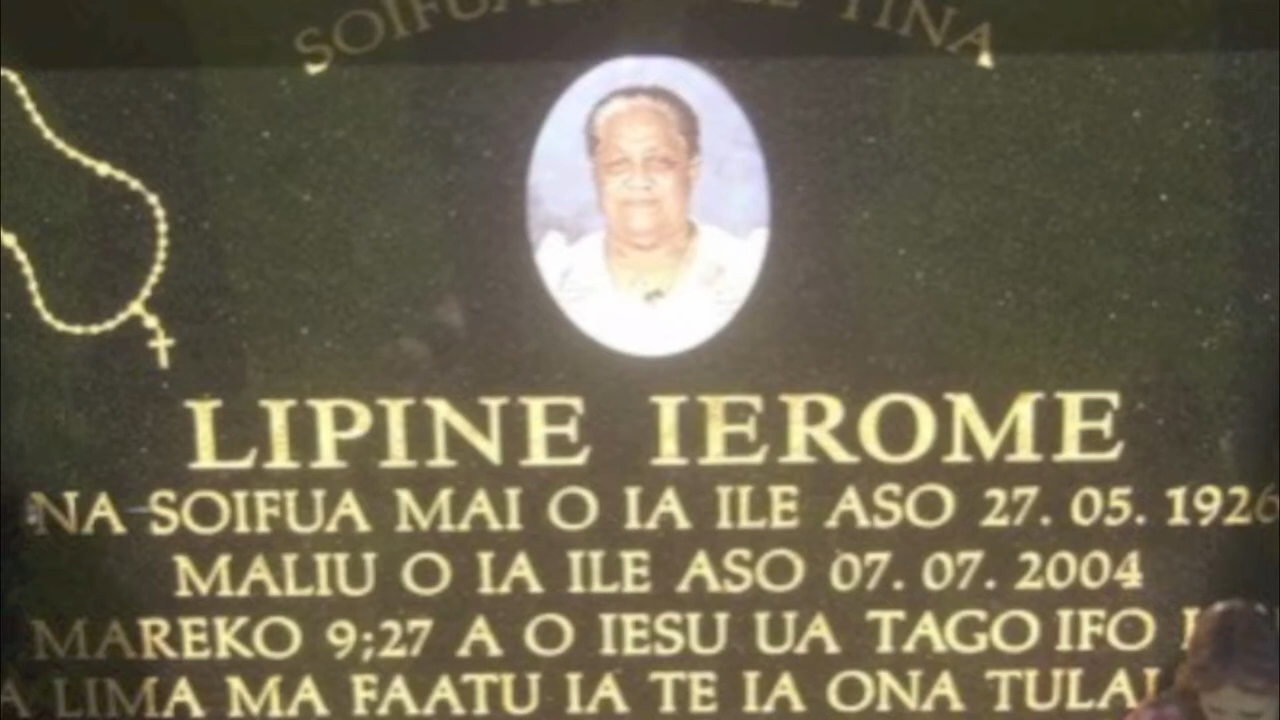 TINA
LIPINE IEROME
NA SOIFUA MAI O IA ILE ASO 27. 05. 1926
MALIU O IA ILE ASO 07. 07. 2004
MAREKO 9;27 A O IESU UA TAGO IFO
LIMA MA FAATU IA TE IA ONA TULAI